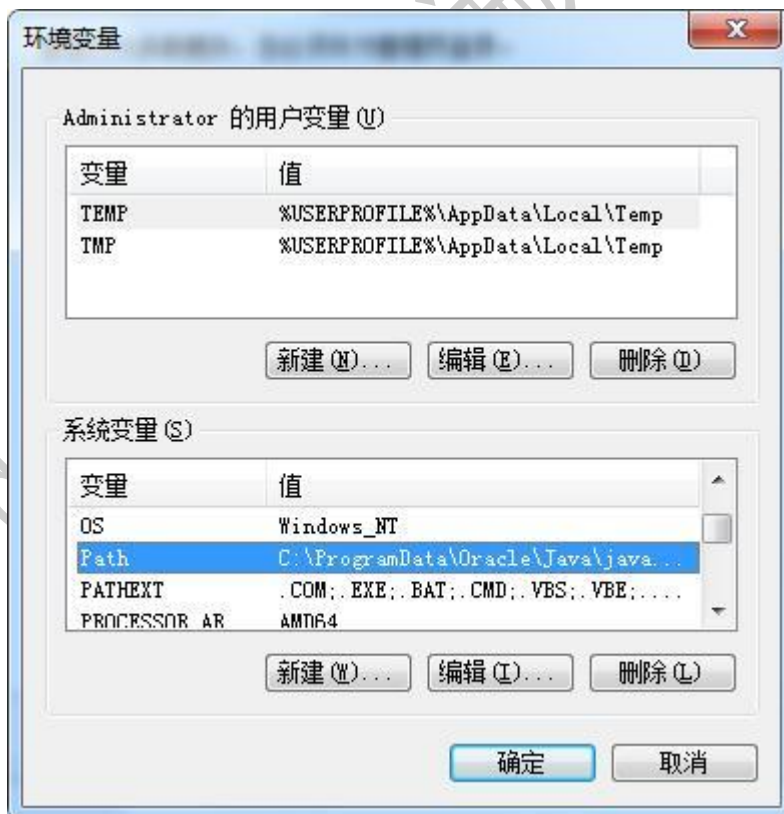 环境变量
Administrator 的用户变量(U)
变量 值
TEMP %USERPROFILE%\AppData\Local\Temp
TMP %USERPROFILE%\AppData\Local\Temp
新建(N)... 编辑(E)... 删除(D)
系统变量(S)
变量 值
OS Windows_NT
Path C:\ProgramData\Oracle\Java\java...
PATHEXT .COM;.EXE;.BAT;.CMD;.VBS;.VBE;....
PROCESSOR_AR AMD64
新建(W)... 编辑(I)... 删除(L)
确定 取消